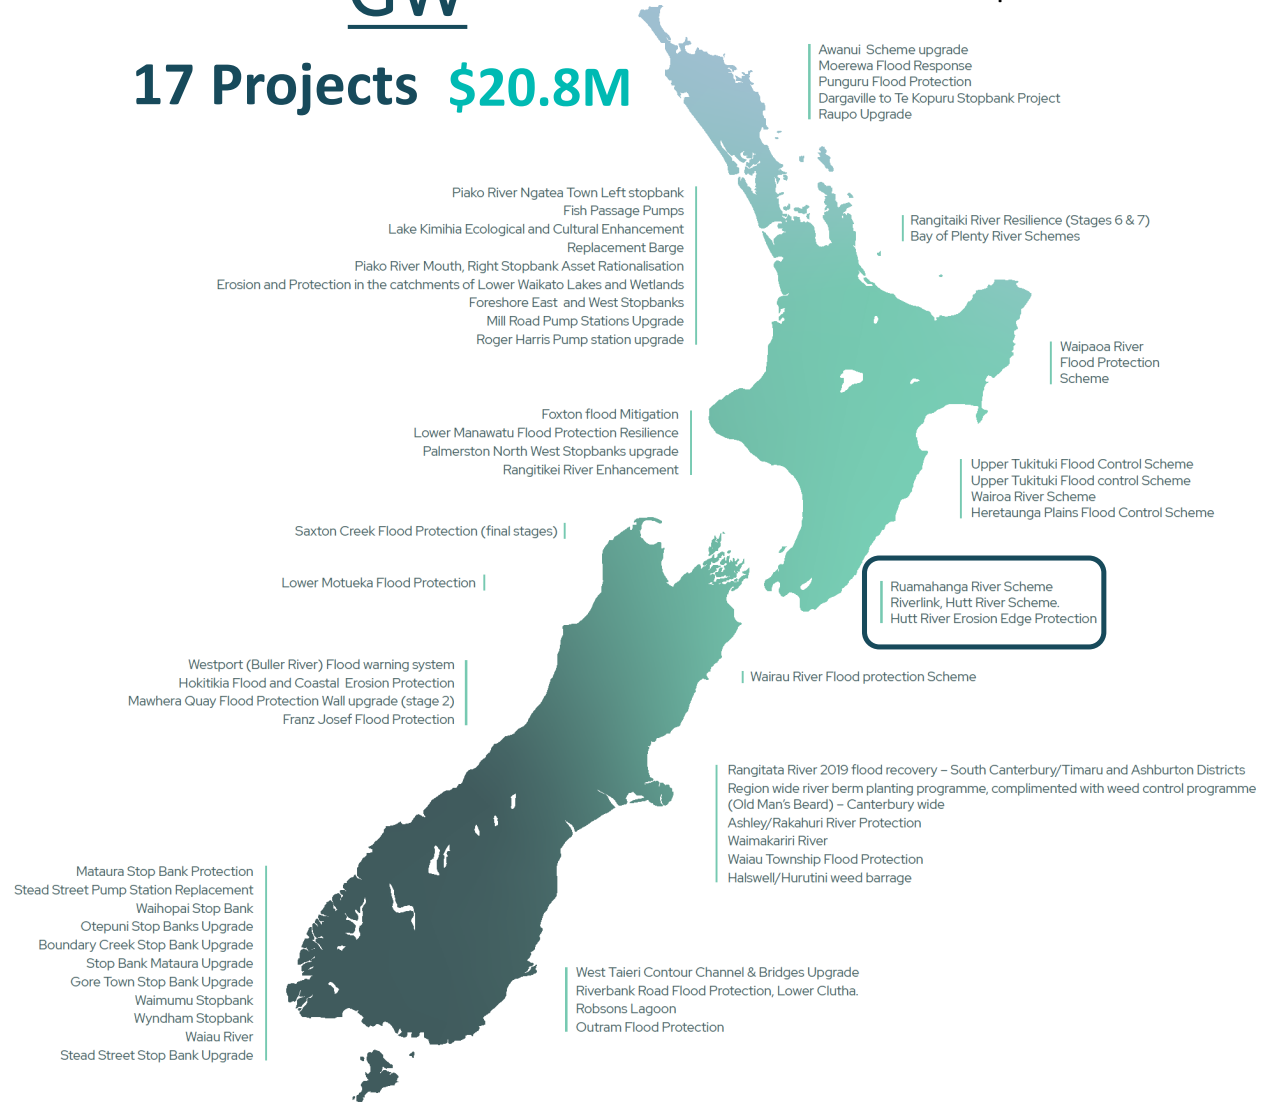 GW
17 Projects $20.8M
Awanui Scheme upgrade
Moerewa Flood Response
Punguru Flood Protection
Dargaville to Te Kopuru Stopbank Project
Raupo Upgrade
Piako River Ngatea Town Left stopbank
Fish Passage Pumps
Lake Kimihia Ecological and Cultural Enhancement
Replacement Barge
Piako River Mouth, Right Stopbank Asset Rationalisation
Erosion and Protection in the catchments of Lower Waikato Lakes and Wetlands
Foreshore East and West Stopbanks
Mill Road Pump Stations Upgrade
Roger Harris Pump station upgrade
Rangitaiki River Resilience (Stages 6 & 7)
Bay of Plenty River Schemes
Waipaoa River
Flood Protection
Scheme
Foxton flood Mitigation
Lower Manawatu Flood Protection Resilience
Palmerston North West Stopbanks upgrade
Rangitikei River Enhancement
Upper Tukituki Flood Control Scheme
Upper Tukituki Flood control Scheme
Wairoa River Scheme
Heretaunga Plains Flood Control Scheme
Saxton Creek Flood Protection (final stages)
Lower Motueka Flood Protection
Ruamahanga River Scheme
Riverlink, Hutt River Scheme.
Hutt River Erosion Edge Protection
Westport (Buller River) Flood warning system
Hokitikia Flood and Coastal Erosion Protection
Mawhera Quay Flood Protection Wall upgrade (stage 2)
Franz Josef Flood Protection
Wairau River Flood protection Scheme
Rangitata River 2019 flood recovery – South Canterbury/Timaru and Ashburton Districts
Region wide river berm planting programme, complimented with weed control programme
(Old Man's Beard) – Canterbury wide
Ashley/Rakahuri River Protection
Waimakariri River
Waiau Township Flood Protection
Halswell/Hurutini weed barrage
Mataura Stop Bank Protection
Stead Street Pump Station Replacement
Waihopai Stop Bank
Otepuni Stop Banks Upgrade
Boundary Creek Stop Bank Upgrade
Stop Bank Mataura Upgrade
Gore Town Stop Bank Upgrade
Waimumu Stopbank
Wyndham Stopbank
Waiau River
Stead Street Stop Bank Upgrade
West Taieri Contour Channel & Bridges Upgrade
Riverbank Road Flood Protection, Lower Clutha.
Robsons Lagoon
Outram Flood Protection